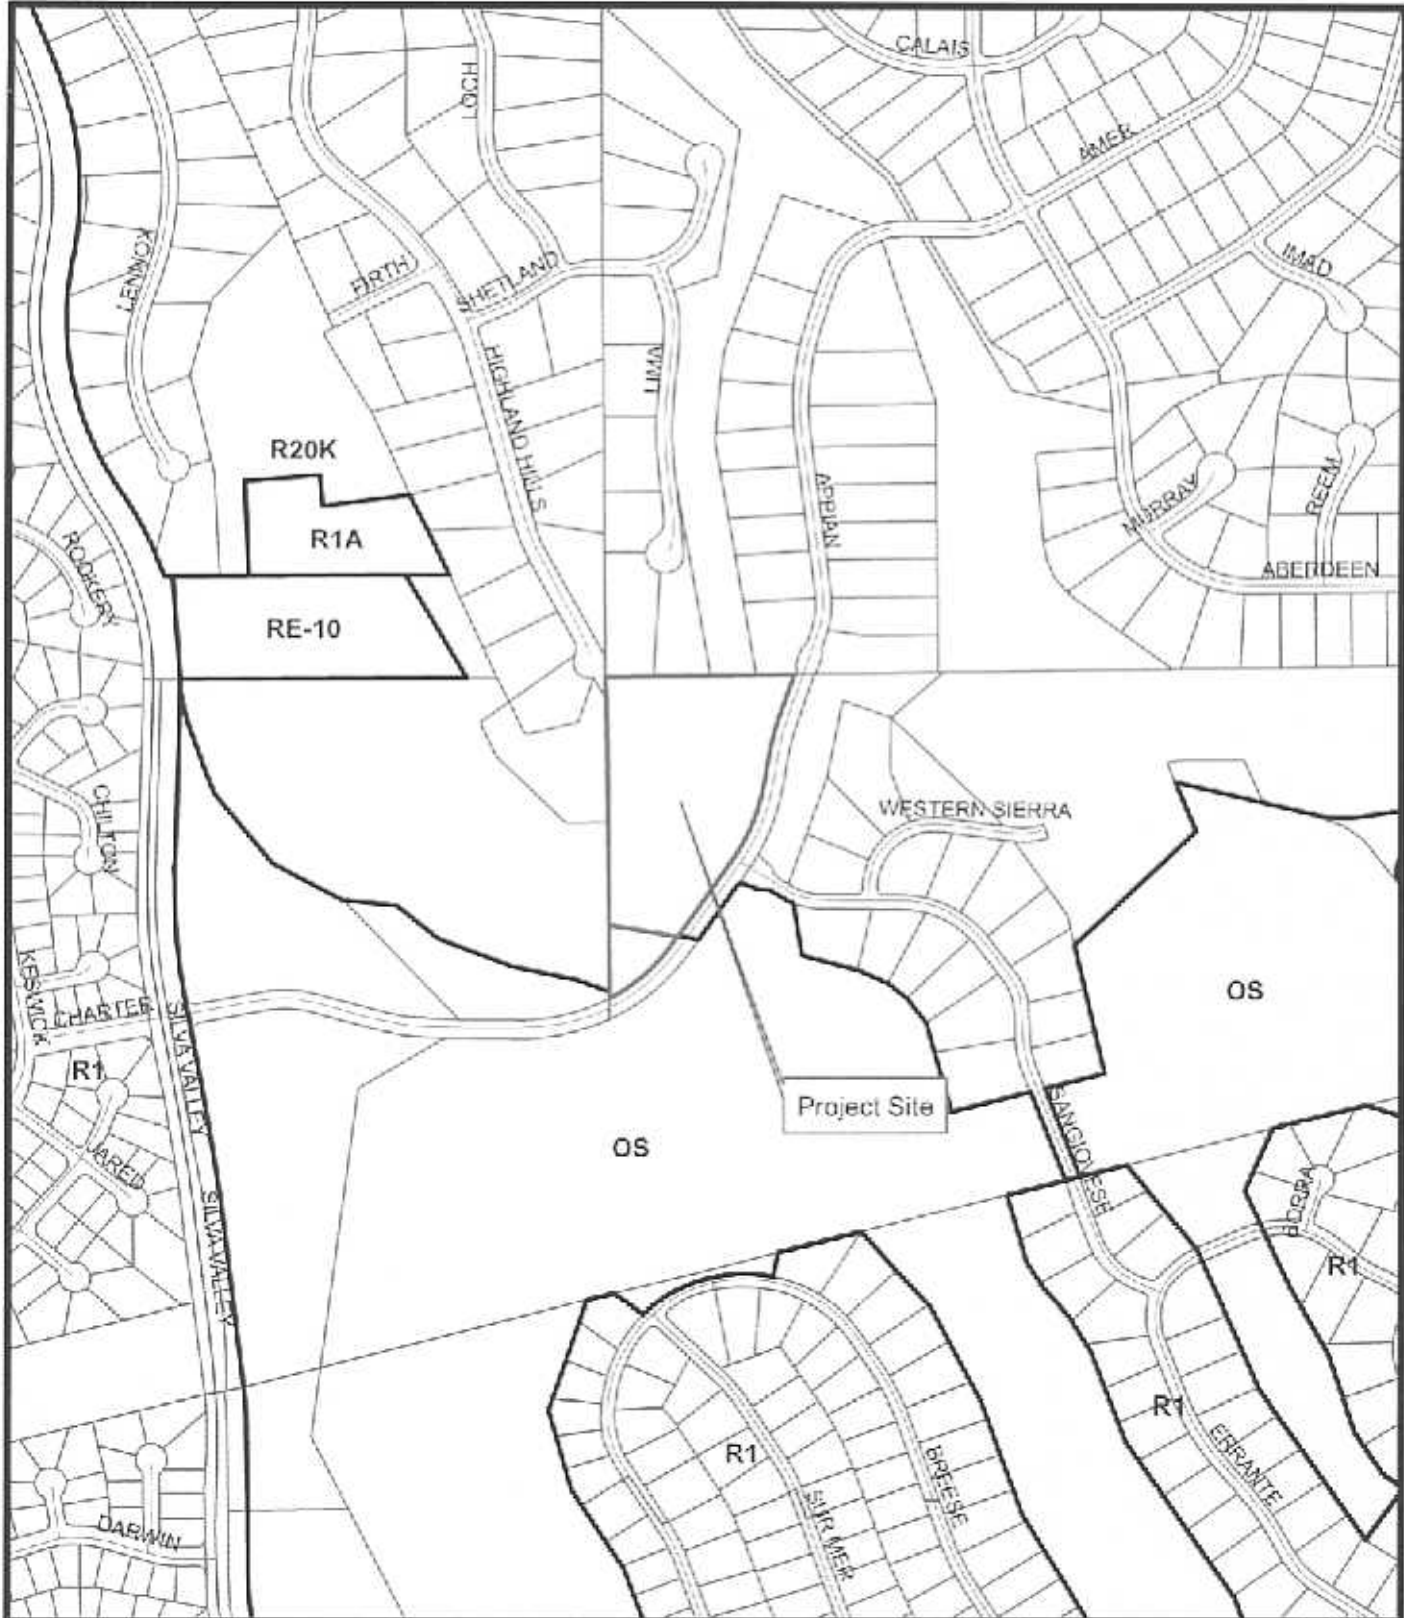 CALAIS
LOCH
AMER
LENNOX
FIRTH
SHETLAND
IMAD
LIMA
HIGHLAND HILLS
R20K
APPIAN
MURRAY
REEM
R1A
ROOKERY
ABERDEEN
RE-10
CHILTON
WESTERN SIERRA
KESWICK
OS
CHARTER
SILVA VALLEY
R1
Project Site
SANGIOVESE
OS
JARED
SILVA VALLEY
BORRA
R1
R1
R1
ERRANTE
BREESE
SUR MER
DARWIN